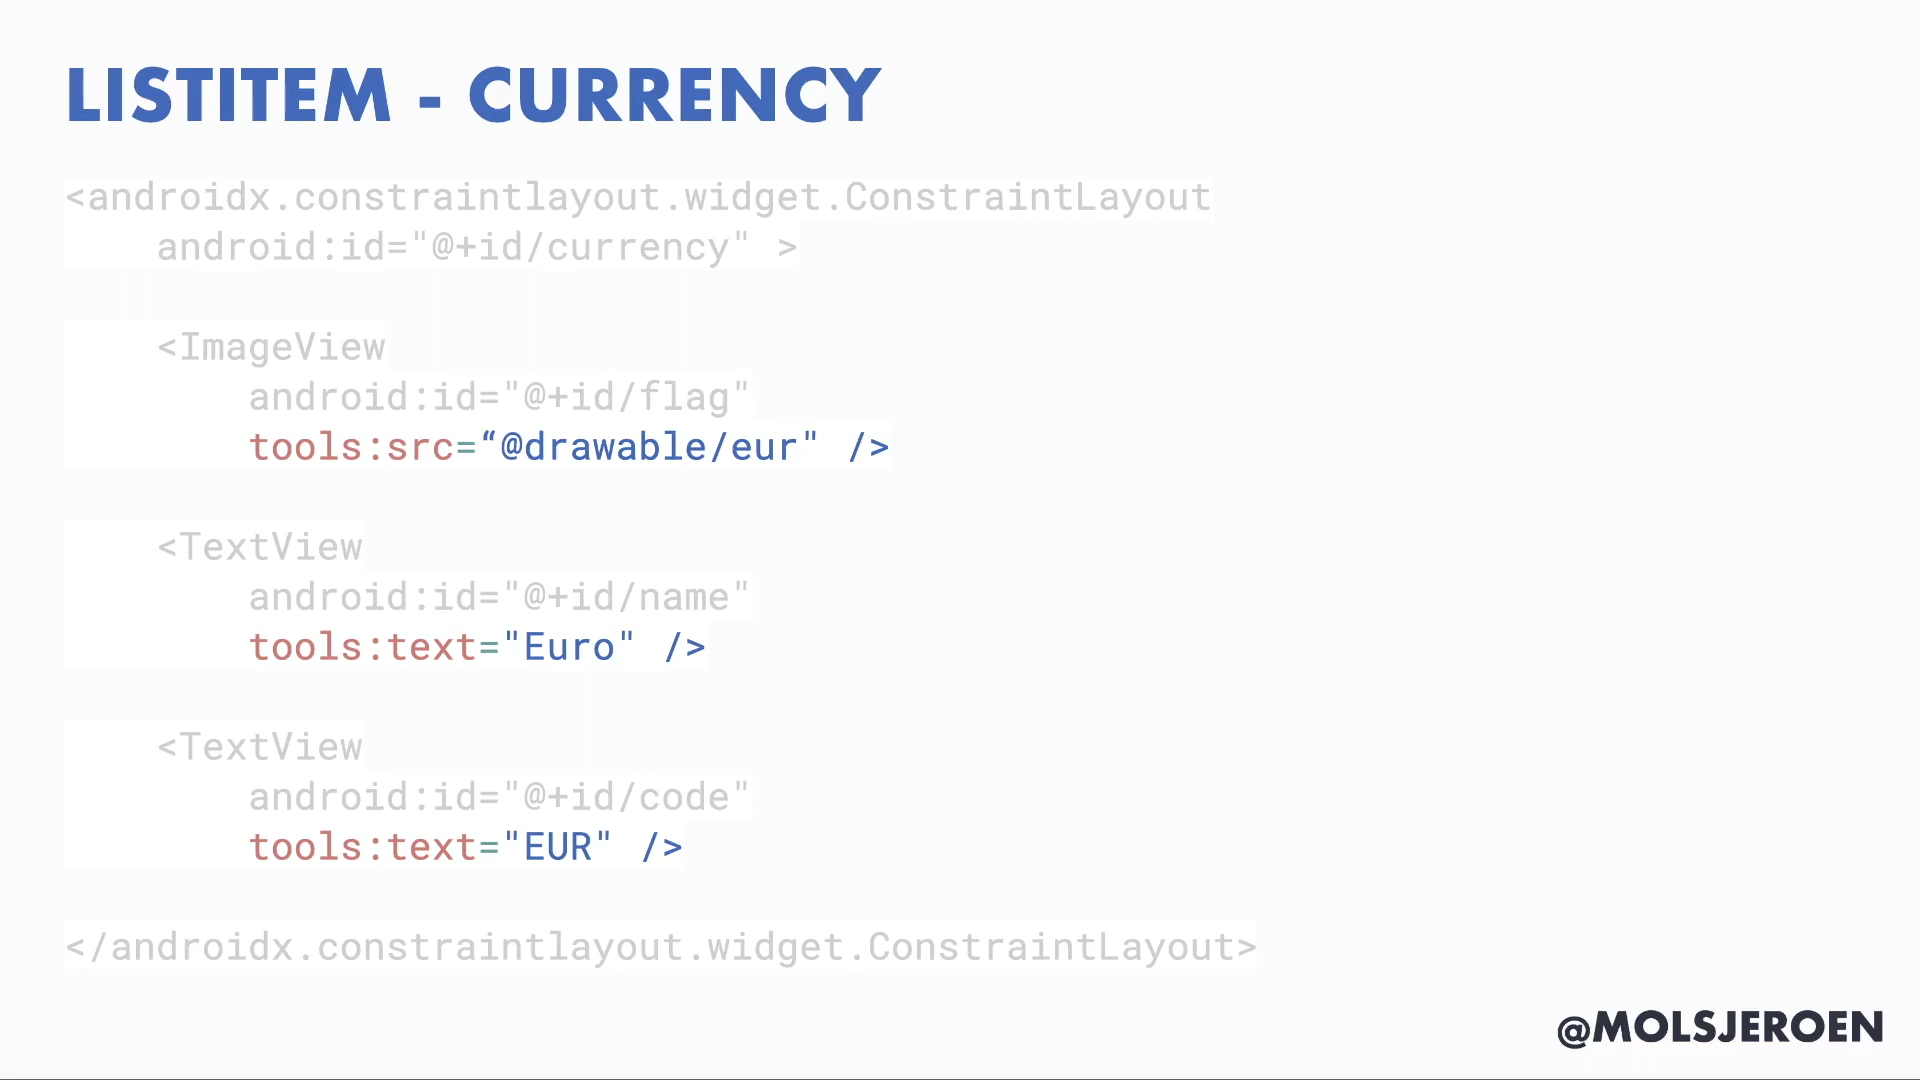 LISTITEM - CURRENCY
<androidx.constraintlayout.widget.ConstraintLayout
android:id="@+id/currency" >
<ImageView
android:id="@+id/flag"
tools:src=“@drawable/eur" />
<TextView
android:id="@+id/name"
tools:text="Euro" />
<TextView
android:id="@+id/code"
tools:text="EUR" />
</androidx.constraintlayout.widget.ConstraintLayout>
@MOLSJEROEN